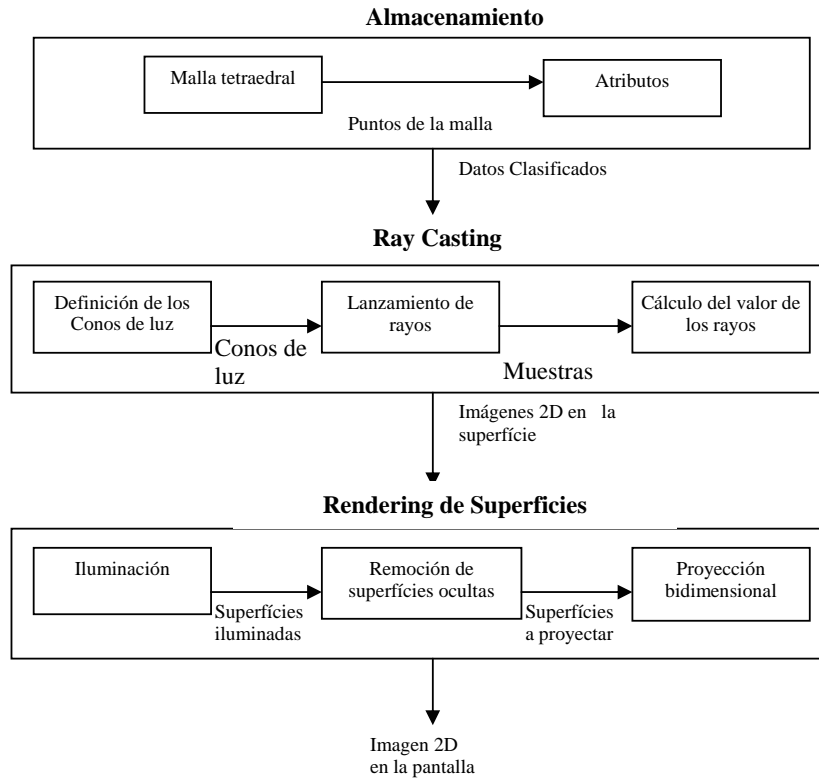 Almacenamiento
Malla tetraedral
Atributos
Puntos de la malla
Datos Clasificados
Ray Casting
Definición de los
Conos de luz
Lanzamiento de
rayos
Cálculo del valor de
los rayos
Conos de
luz
Muestras
Imágenes 2D en la
superfície
Rendering de Superficies
Iluminación
Remoción de
superfícies ocultas
Proyección
bidimensional
Superfícies
iluminadas
Superfícies
a proyectar
Imagen 2D
en la pantalla